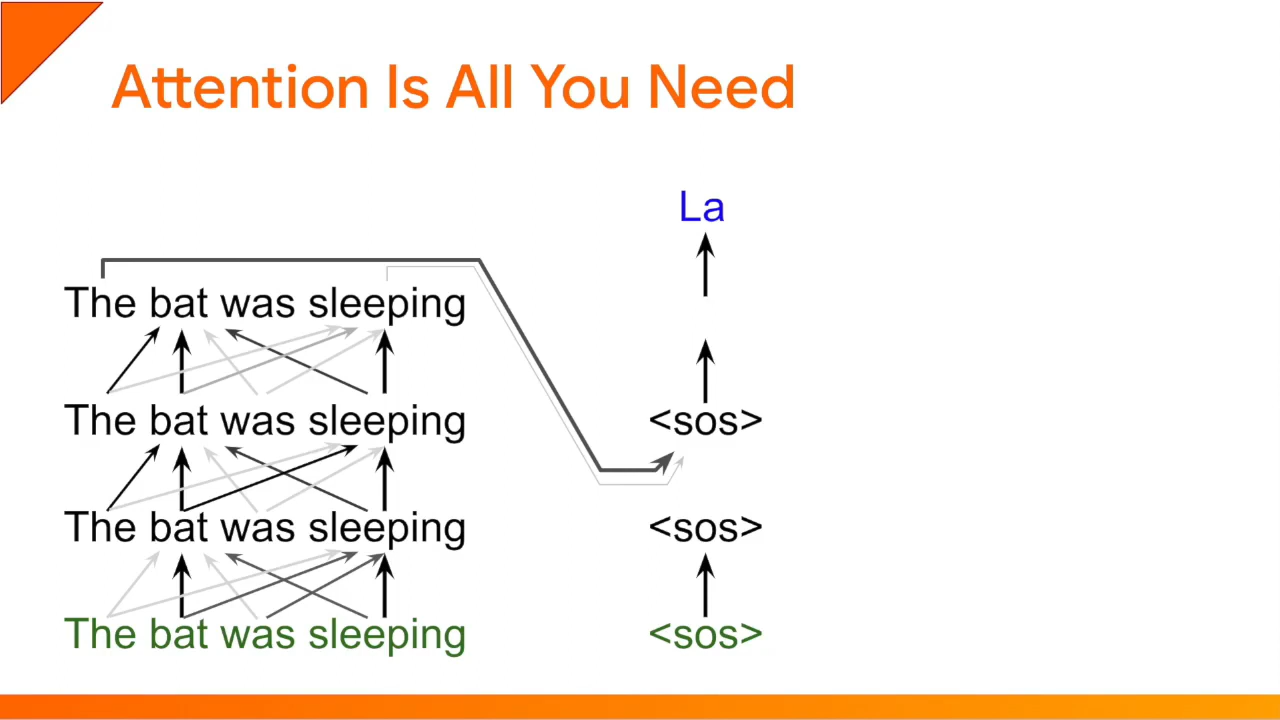 Attention Is All You Need
La
The bat was sleeping
The bat was sleeping
<sos>
The bat was sleeping
<sos>
The bat was sleeping
<sos>